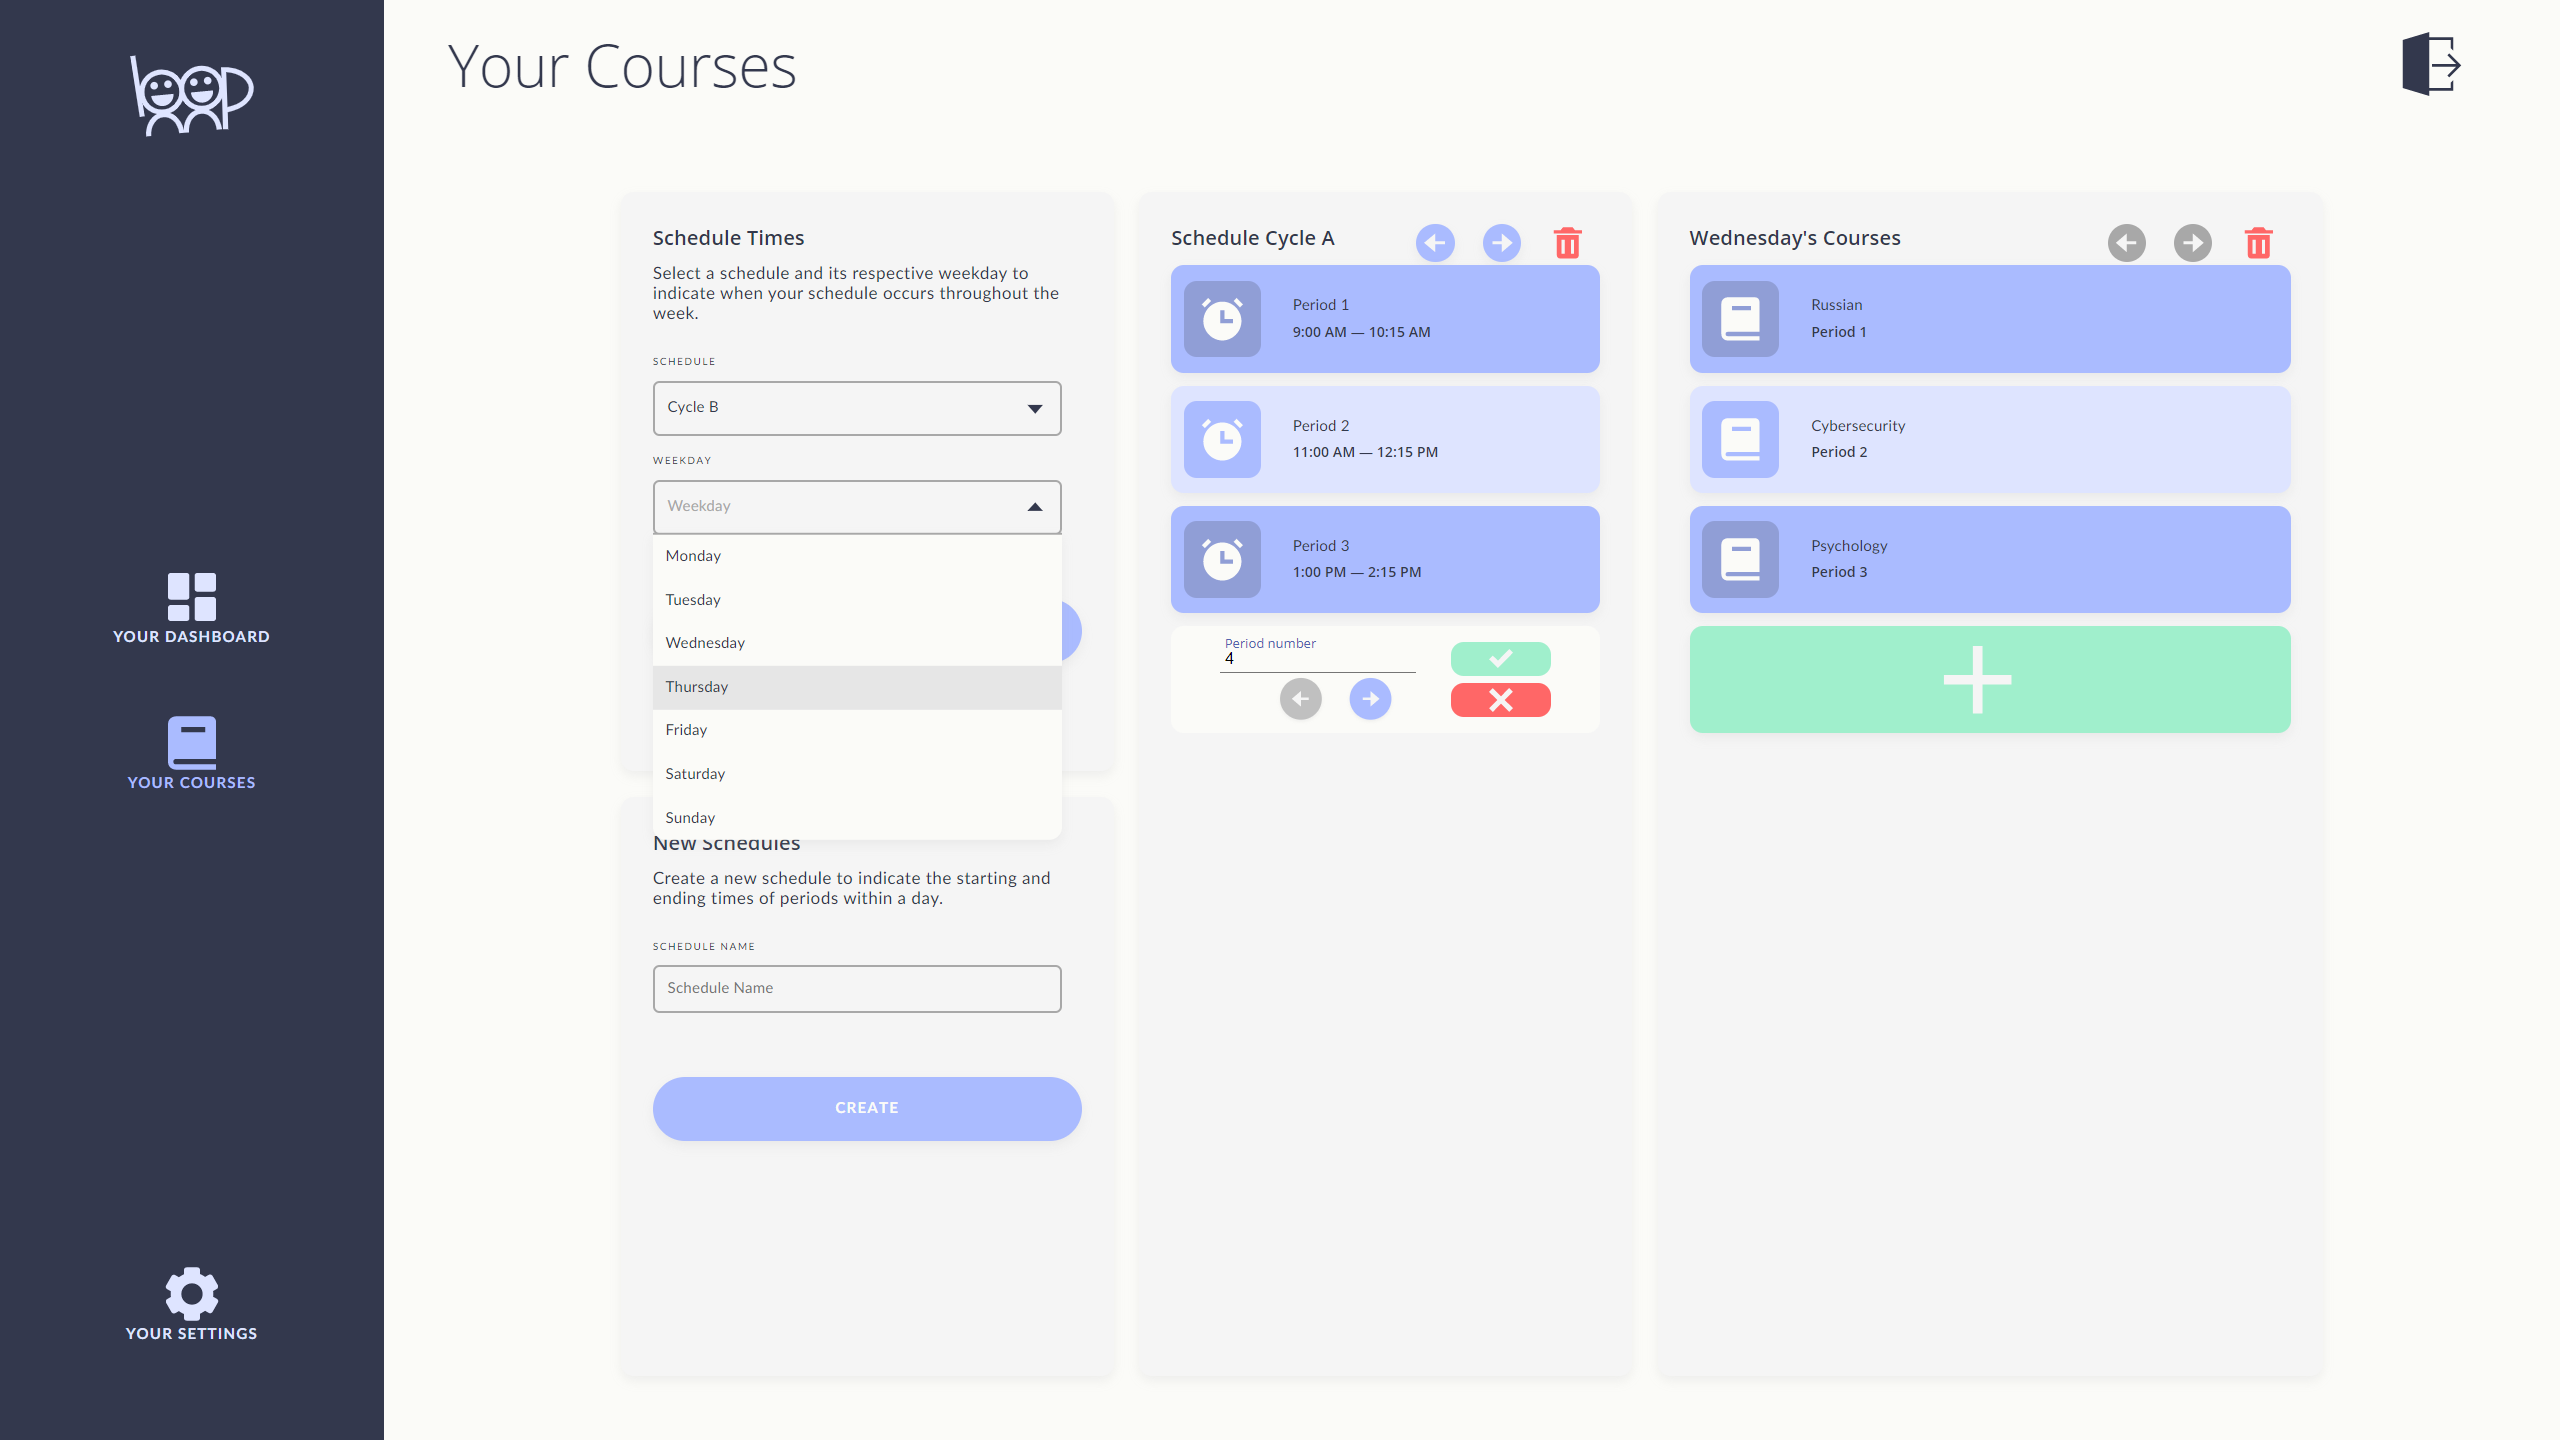 loop
Your Courses
YOUR DASHBOARD
YOUR COURSES
YOUR SETTINGS
Schedule Times
Select a schedule and its respective weekday to
indicate when your schedule occurs throughout the
week.
SCHEDULE
Cycle B
WEEKDAY
Weekday
Monday
Tuesday
Wednesday
Thursday
Friday
Saturday
Sunday
New Schedules
Create a new schedule to indicate the starting and
ending times of periods within a day.
SCHEDULE NAME
Schedule Name
CREATE
Schedule Cycle A
Period 1
9:00 AM — 10:15 AM
Period 2
11:00 AM — 12:15 PM
Period 3
1:00 PM — 2:15 PM
Period number
4
Wednesday's Courses
Russian
Period 1
Cybersecurity
Period 2
Psychology
Period 3